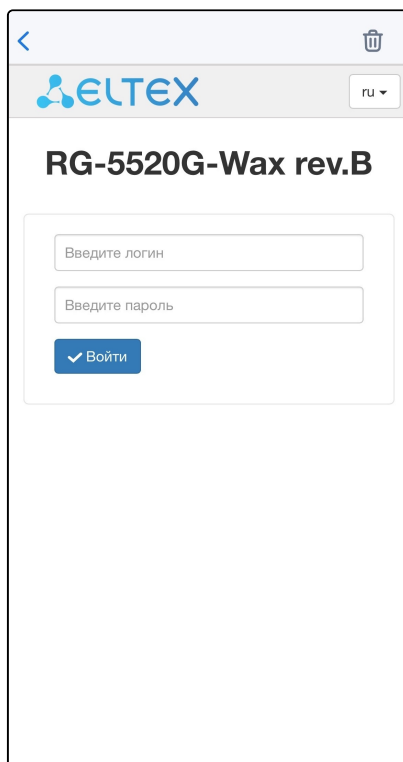 ELTEX
ru
RG-5520G-Wax rev.B
Введите логин
Введите пароль
Войти